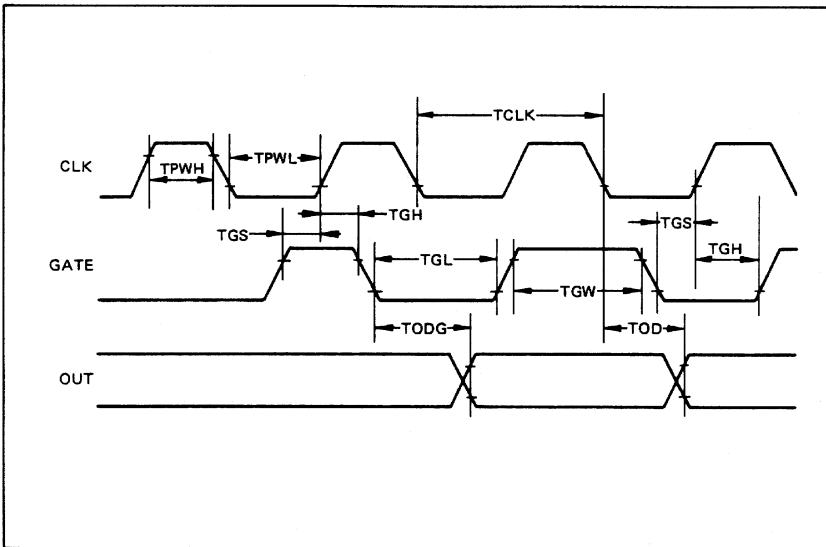 TCLK
CLK
TPWH
TPWL
TGH
TGS
TGS
TGH
GATE
TGL
TGW
TODG
TOD
OUT